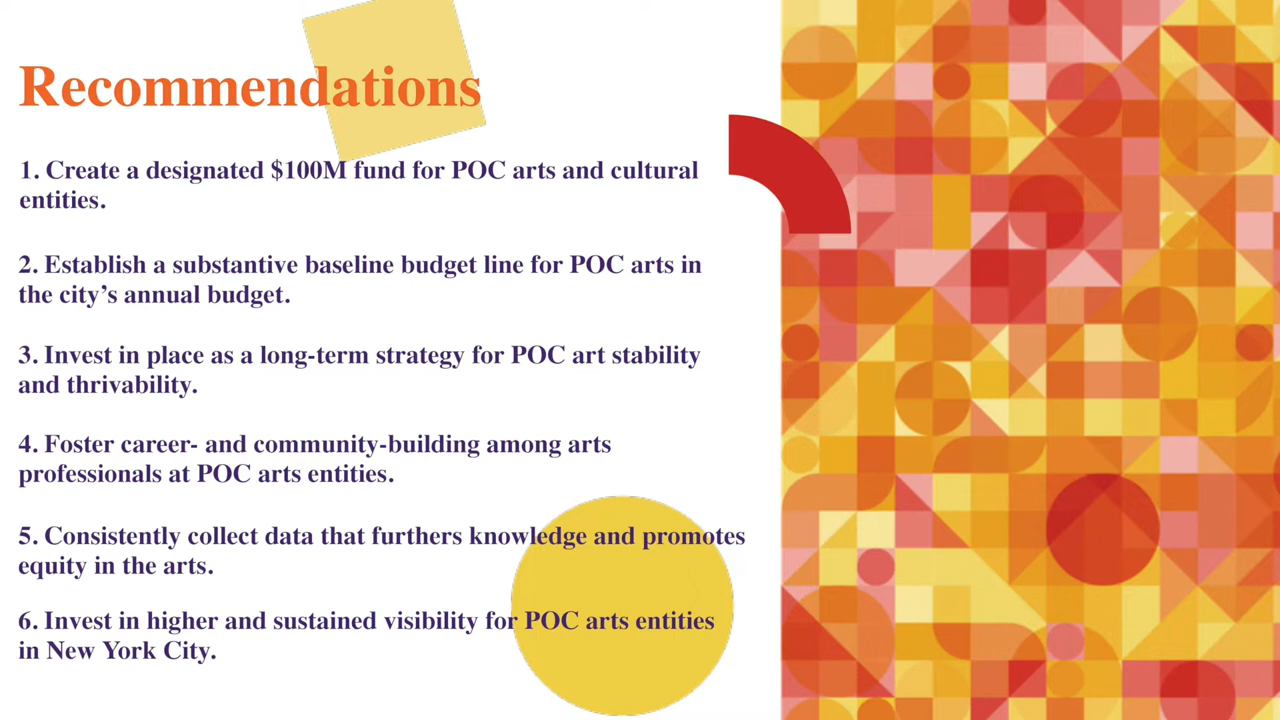 Recommendations
1. Create a designated $100M fund for POC arts and cultural
entities.
2. Establish a substantive baseline budget line for POC arts in
the city’s annual budget.
3. Invest in place as a long-term strategy for POC art stability
and thrivability.
4. Foster career- and community-building among arts
professionals at POC arts entities.
5. Consistently collect data that furthers knowledge and promotes
equity in the arts.
6. Invest in higher and sustained visibility for POC arts entities
in New York City.